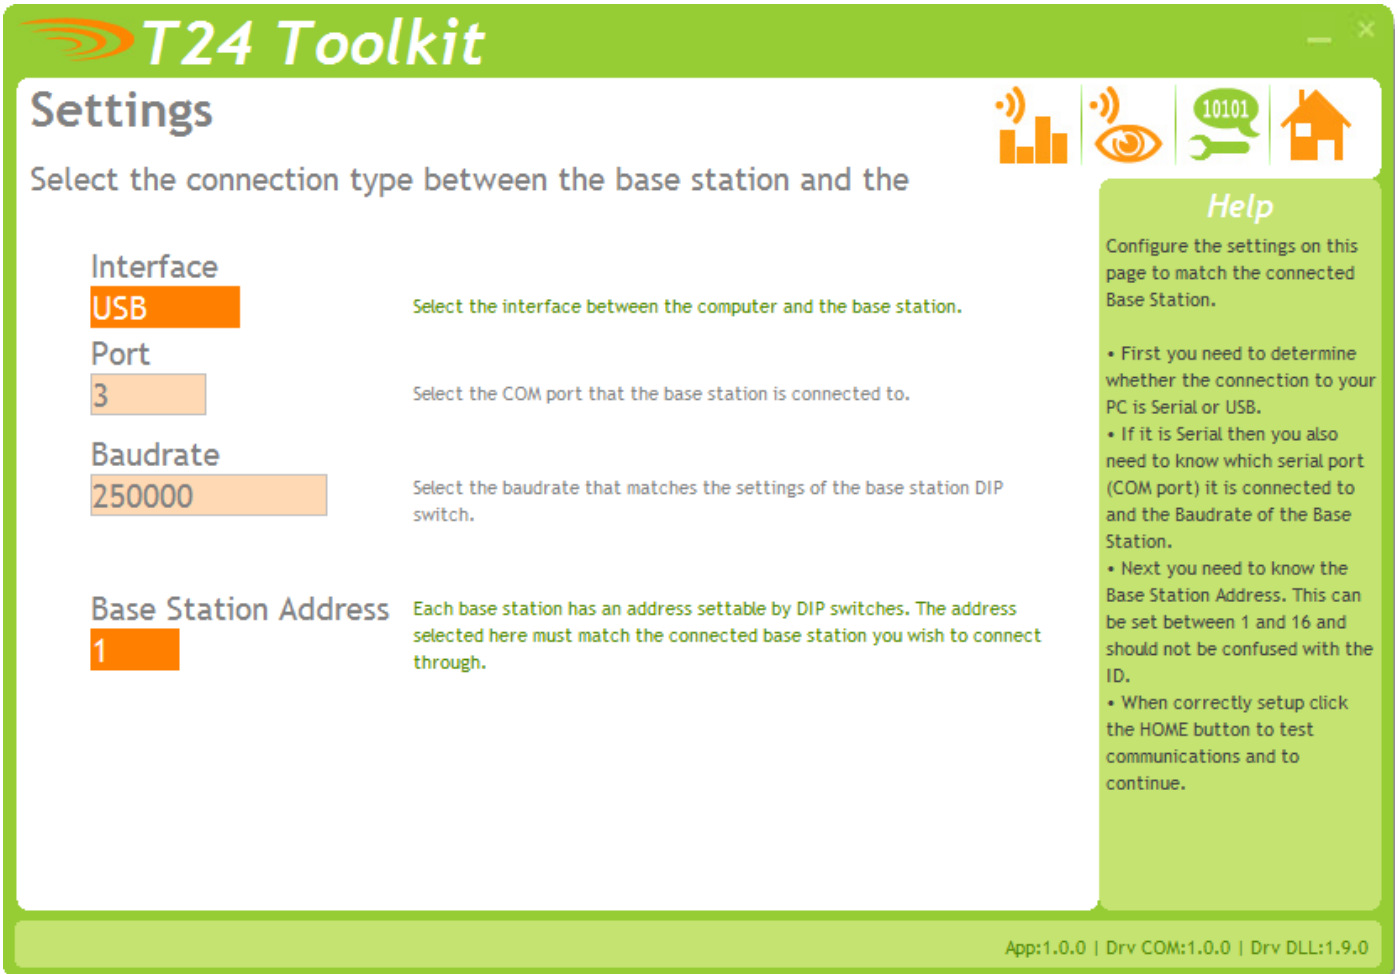 T24 Toolkit
Settings
10101
Select the connection type between the base station and the
Help
Configure the settings on this
page to match the connected
Base Station.
• First you need to determine
whether the connection to your
PC is Serial or USB.
• If it is Serial then you also
need to know which serial port
(COM port) it is connected to
and the Baudrate of the Base
Station.
• Next you need to know the
Base Station Address. This can
be set between 1 and 16 and
should not be confused with the
ID.
• When correctly setup click
the HOME button to test
communications and to
continue.
Interface
USB
Select the interface between the computer and the base station.
Port
3
Select the COM port that the base station is connected to.
Baudrate
250000
Select the baudrate that matches the settings of the base station DIP
switch.
Base Station Address
1
Each base station has an address settable by DIP switches. The address
selected here must match the connected base station you wish to connect
through.
App:1.0.0 | Drv COM:1.0.0 | Drv DLL:1.9.0